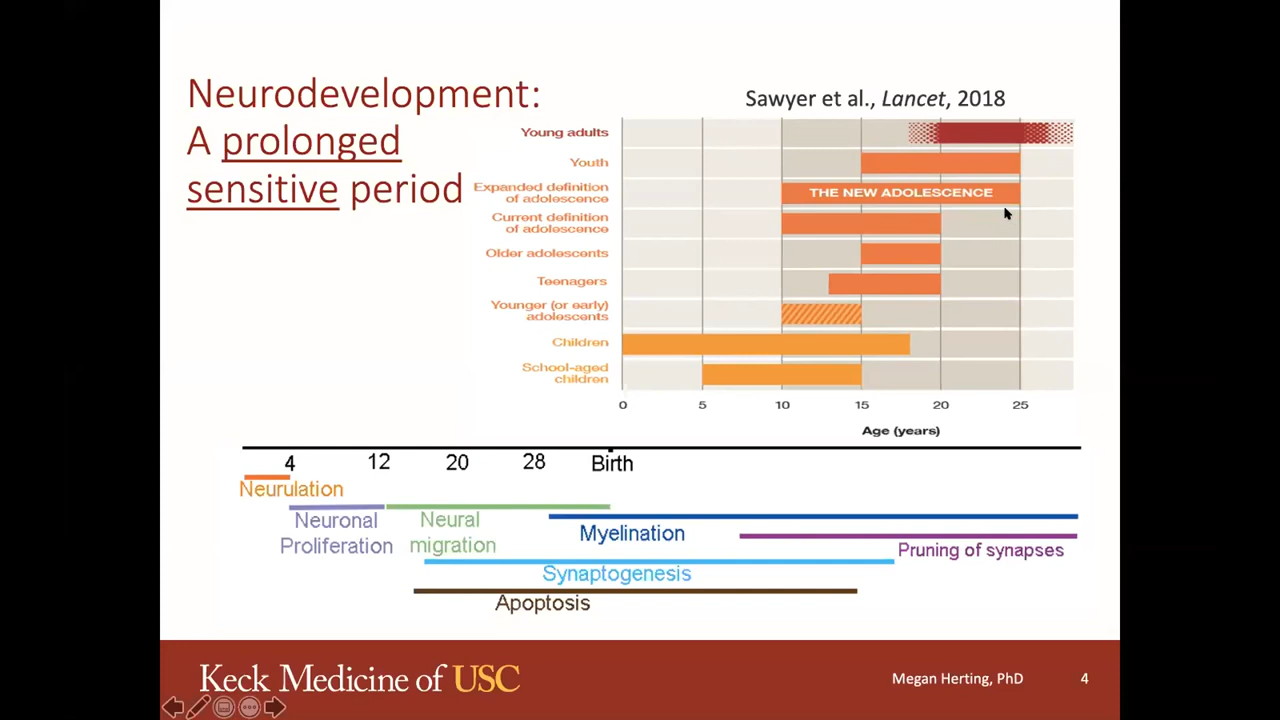 Neurodevelopment:
A prolonged
sensitive period
Sawyer et al., Lancet, 2018
Young adults
Youth
Expanded definition
of adolescence
THE NEW ADOLESCENCE
Current definition
of adolescence
Older adolescents
Teenagers
Younger (or early)
adolescents
Children
School-aged
children
0 5 10 15 20 25
Age (years)
4 12 20 28 Birth
Neurulation
Neuronal
Proliferation
Neural
migration
Myelination
Pruning of synapses
Synaptogenesis
Apoptosis
Keck Medicine of USC
Megan Herting, PhD
4